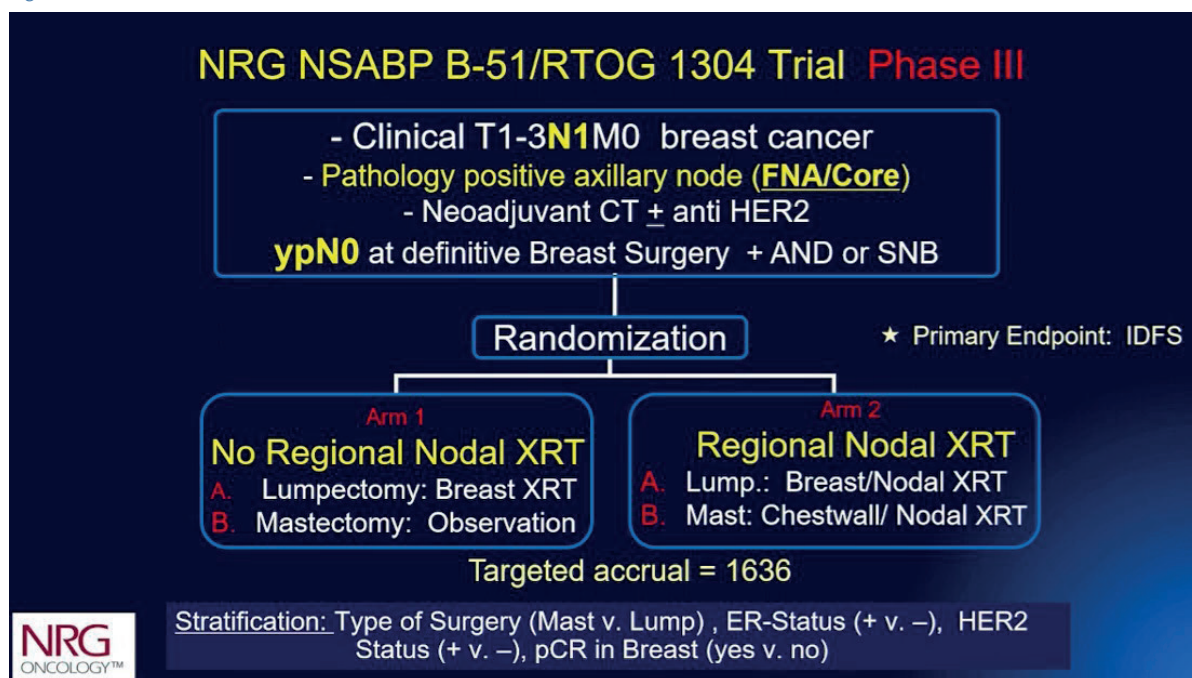 NRG NSABP B-51/RTOG 1304 Trial Phase III
- Clinical T1-3N1M0 breast cancer
- Pathology positive axillary node (FNA/Core)
- Neoadjuvant CT ± anti HER2
ypN0 at definitive Breast Surgery + AND or SNB
Randomization
★ Primary Endpoint: IDFS
Arm 1
No Regional Nodal XRT
A. Lumpectomy: Breast XRT
B. Mastectomy: Observation
Arm 2
Regional Nodal XRT
A. Lump.: Breast/Nodal XRT
B. Mast: Chestwall/ Nodal XRT
Targeted accrual = 1636
Stratification: Type of Surgery (Mast v. Lump) , ER-Status (+ v. –), HER2
Status (+ v. –), pCR in Breast (yes v. no)
NRG
ONCOLOGY™